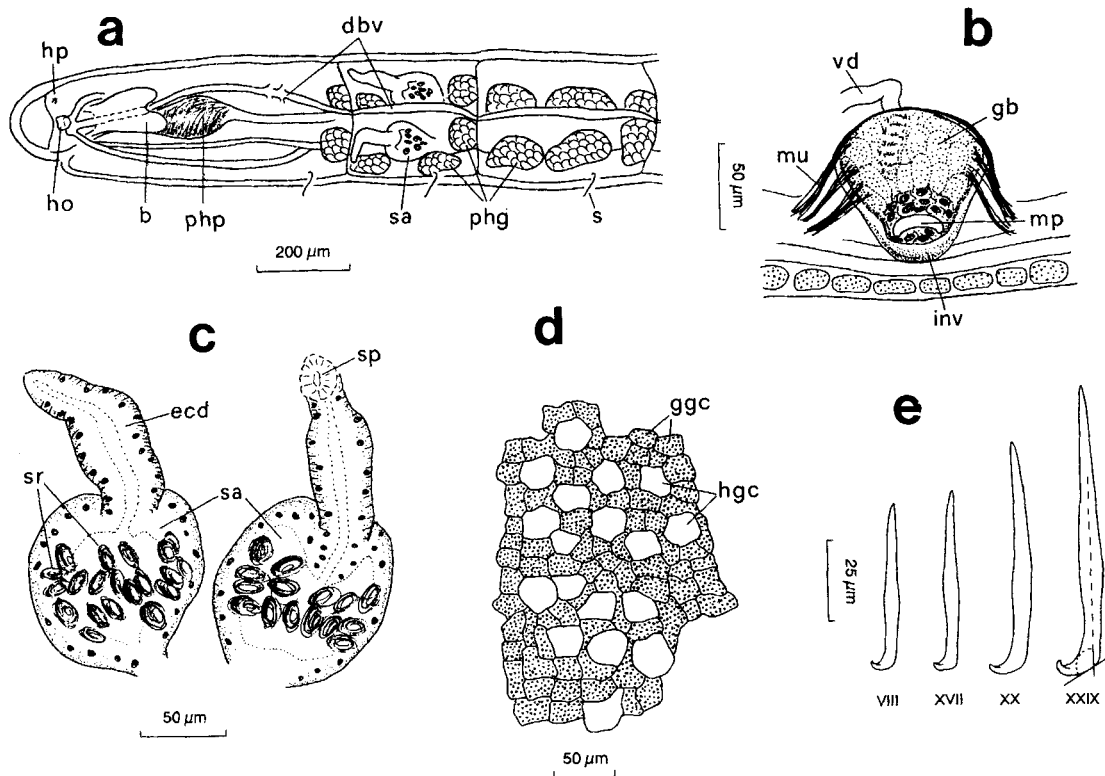 a
hp
dbv
ho
b
php
sa
phg
s
200 µm
b
vd
gb
mu
50 µm
mp
inv
c
sp
ecd
sr
sa
50 µm
d
ggc
hgc
50 µm
e
25 µm
VIII
XVII
XX
XXIX